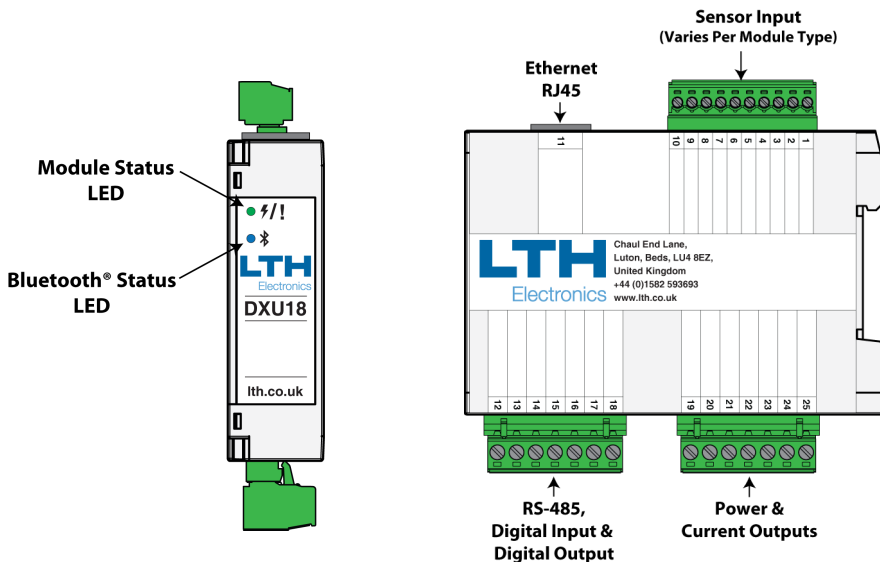 Module Status
LED
Bluetooth® Status
LED
/!
LTH
Electronics
DXU18
lth.co.uk
Sensor Input
(Varies Per Module Type)
Ethernet
RJ45
11
10 9 8 7 6 5 4 3 2 1
LTH
Electronics
Chaul End Lane,
Luton, Beds, LU4 8EZ,
United Kingdom
+44 (0)1582 593693
www.lth.co.uk
12 13 14 15 16 17 18
19 20 21 22 23 24 25
RS-485,
Digital Input &
Digital Output
Power &
Current Outputs